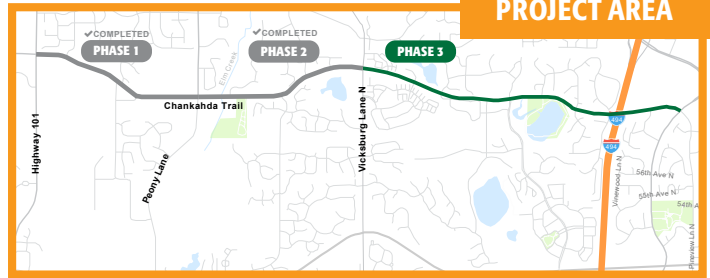 PROJECT AREA
✓COMPLETED
PHASE 1
✓COMPLETED
PHASE 2
PHASE 3
Elm Creek
Chankahda Trail
Highway 101
Peony Lane
Vicksburg Lane N
494
494
Vinewood Ln N
56th Ave N
55th Ave N
54th A
Pineview Ln N